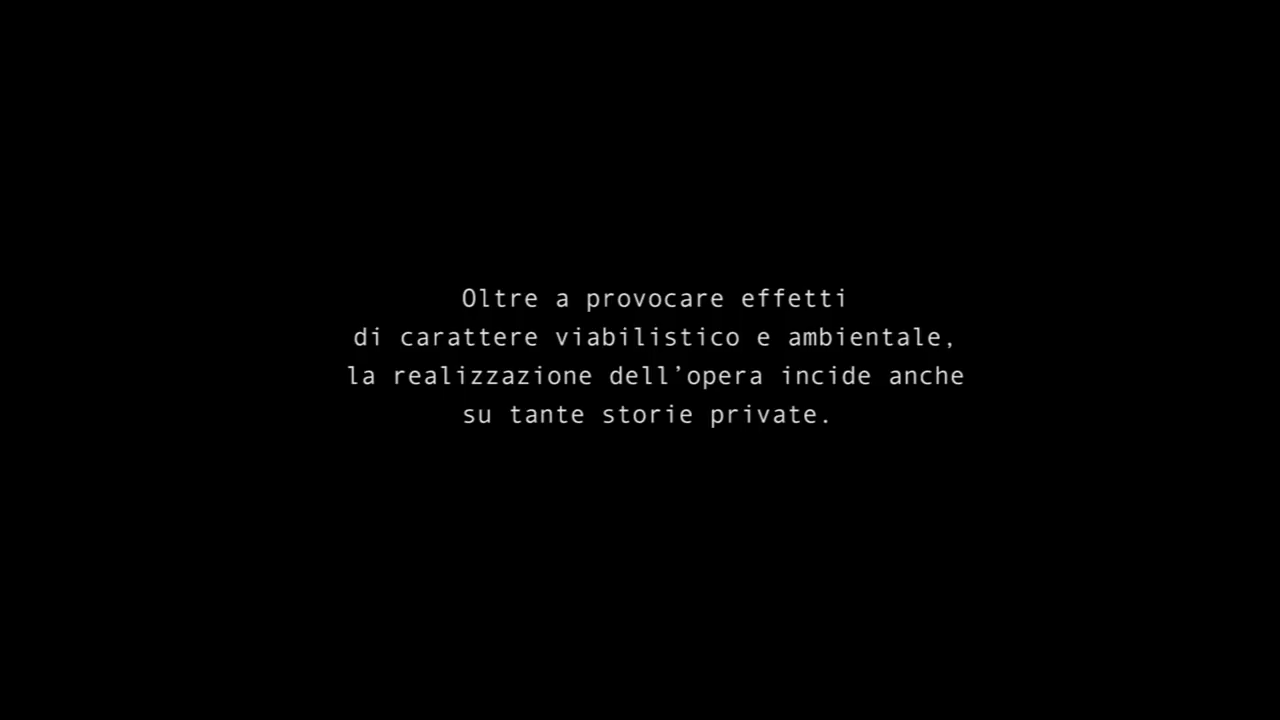 Oltre a provocare effetti
di carattere viabilistico e ambientale,
la realizzazione dell’opera incide anche
su tante storie private.